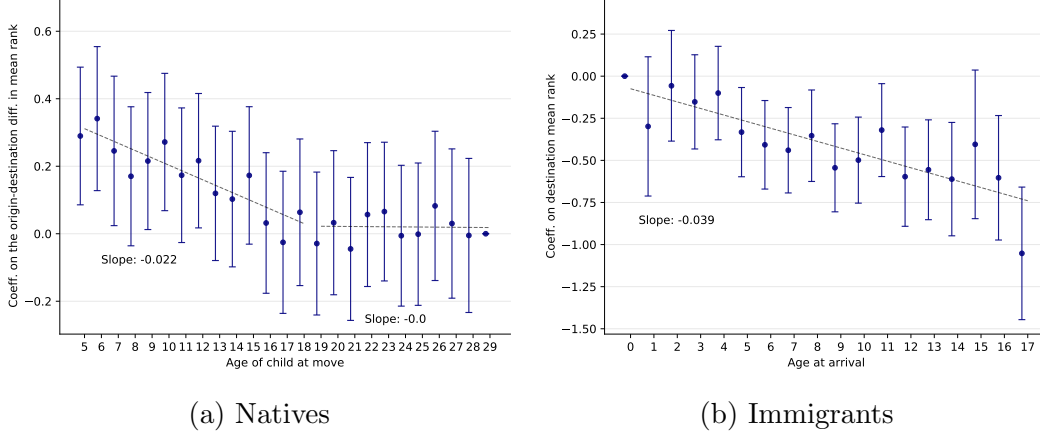 0.6
0.4
0.2
0.0
−0.2
Coeff. on the origin-destination diff. in mean rank
Slope: -0.022
Slope: -0.0
5 6 7 8 9 10 11 12 13 14 15 16 17 18 19 20 21 22 23 24 25 26 27 28 29
Age of child at move
(a) Natives
0.25
0.00
−0.25
−0.50
−0.75
−1.00
−1.25
−1.50
Coeff. on destination mean rank
Slope: -0.039
0 1 2 3 4 5 6 7 8 9 10 11 12 13 14 15 16 17
Age at arrival
(b) Immigrants